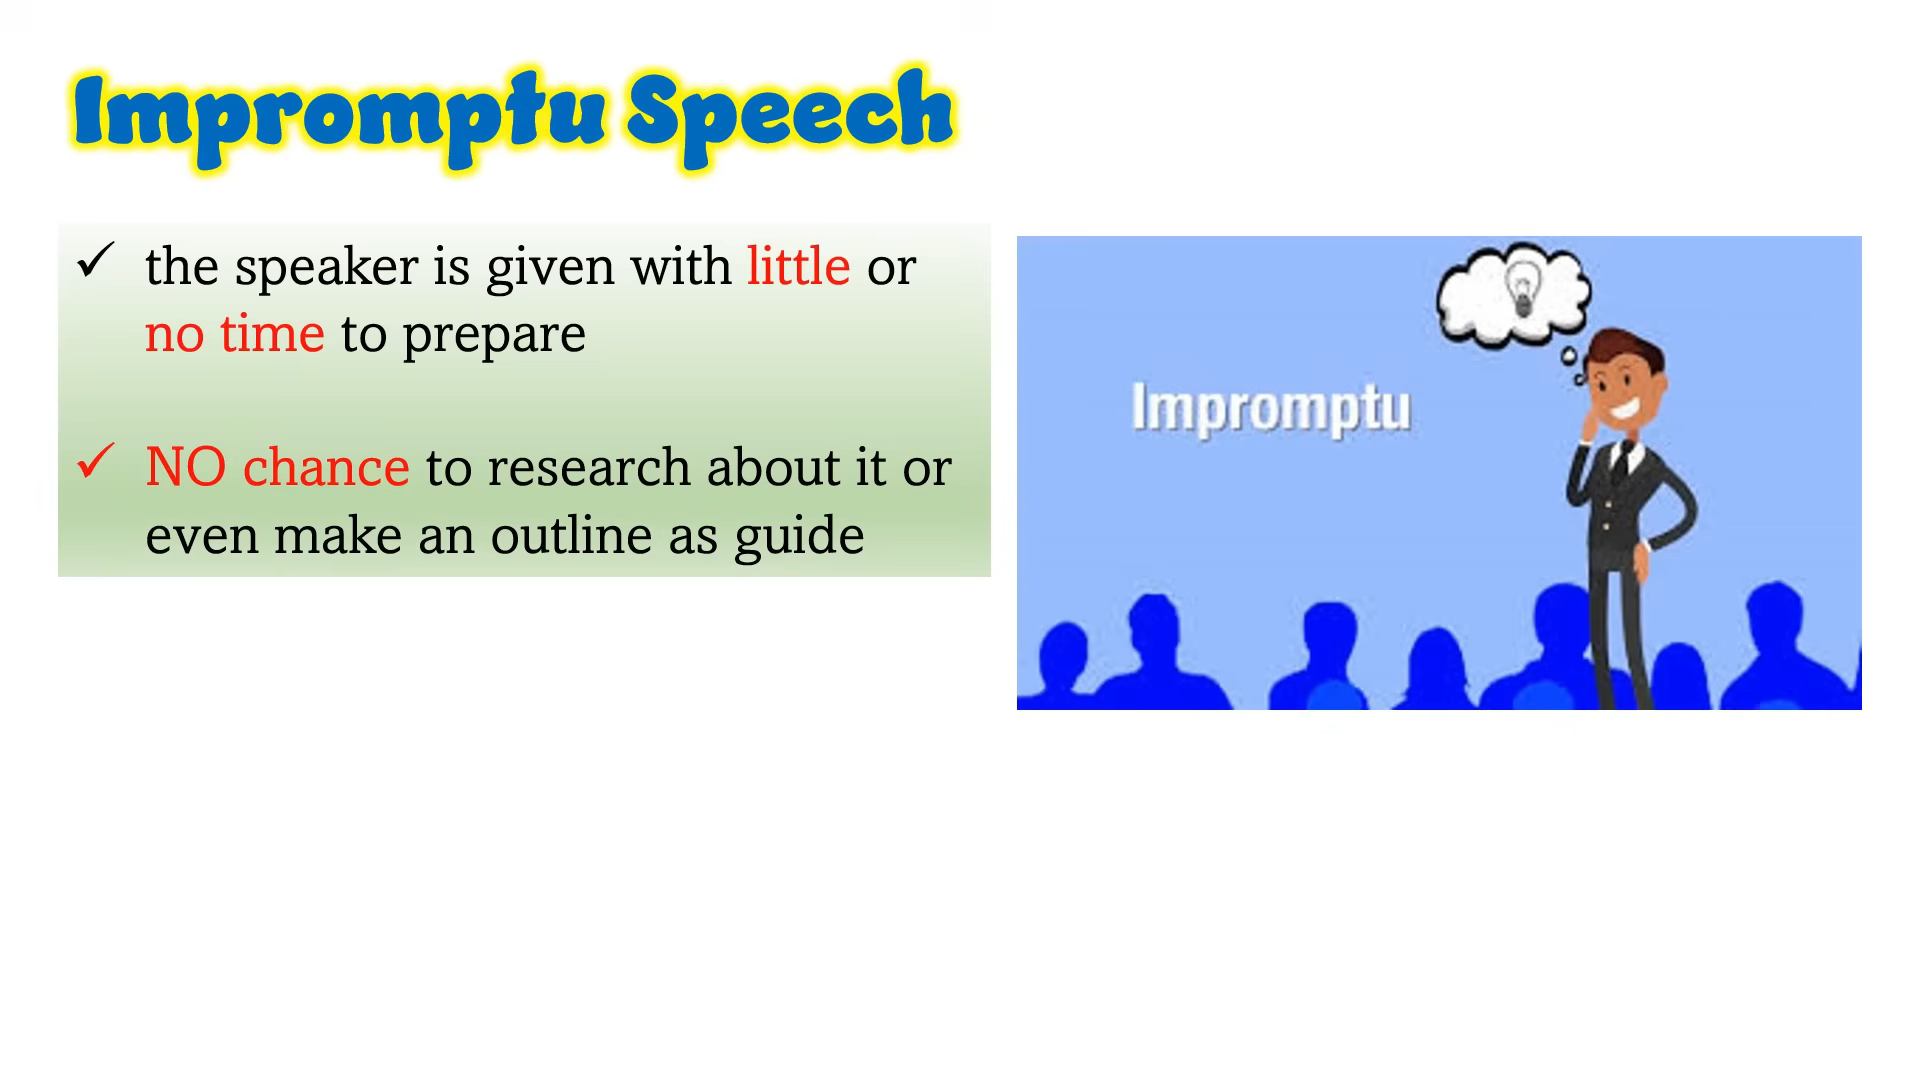 Impromptu Speech
✓ the speaker is given with little or
no time to prepare
✓ NO chance to research about it or
even make an outline as guide
Impromptu